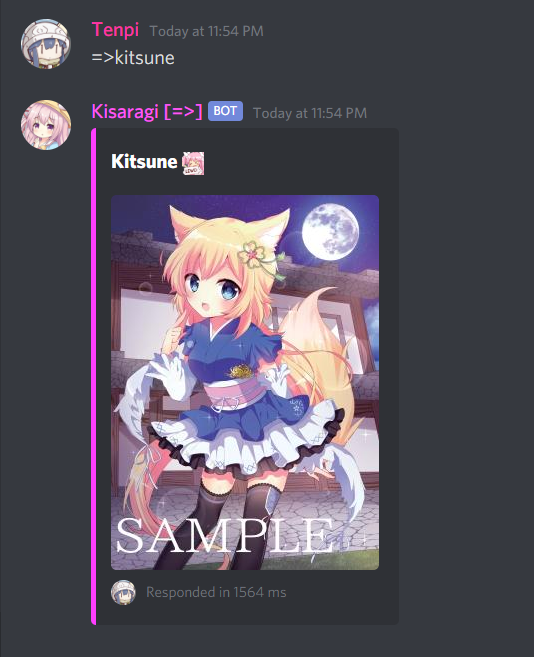 Tenpi Today at 11:54 PM
=>kitsune
Kisaragi [=>] BOT Today at 11:54 PM
Kitsune
SAMPLE
Responded in 1564 ms